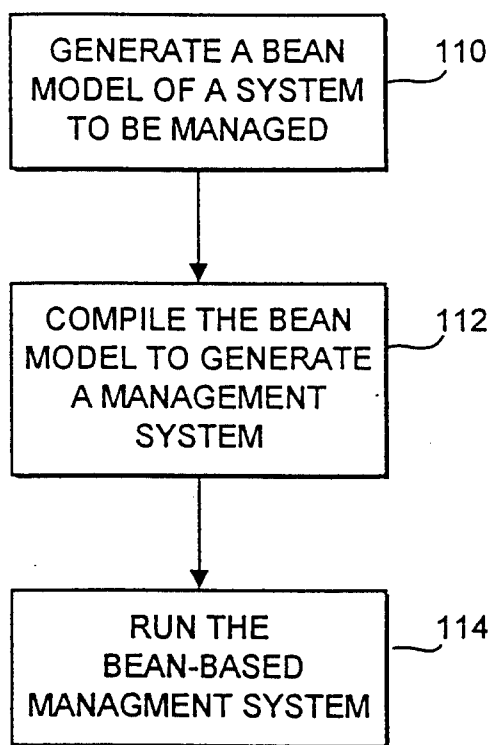 GENERATE A BEAN
MODEL OF A SYSTEM
TO BE MANAGED
110
COMPILE THE BEAN
MODEL TO GENERATE
A MANAGEMENT
SYSTEM
112
RUN THE
BEAN-BASED
MANAGMENT SYSTEM
114